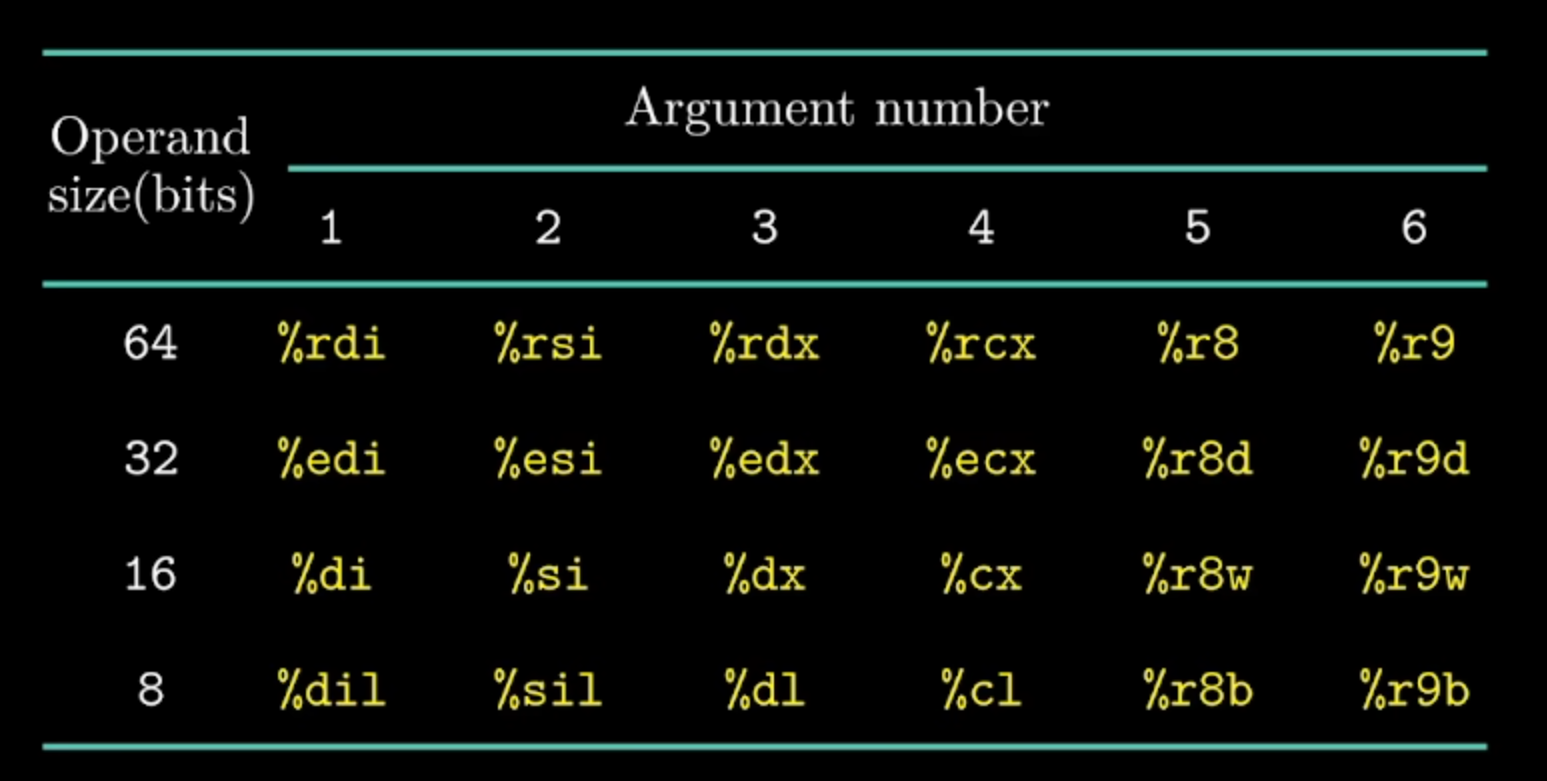 Argument number
Operand
size(bits)
1 2 3 4 5 6
64 %rdi %rsi %rdx %rcx %r8 %r9
32 %edi %esi %edx %ecx %r8d %r9d
16 %di %si %dx %cx %r8w %r9w
8 %dil %sil %dl %cl %r8b %r9b